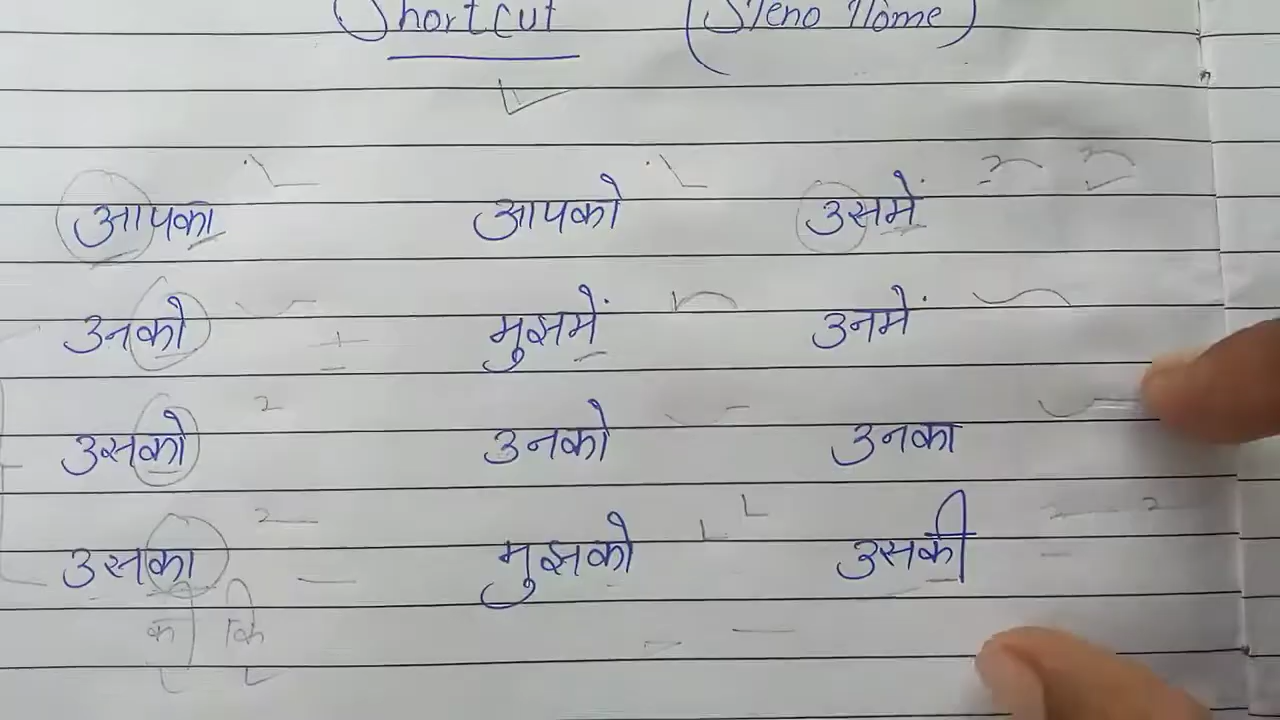 Shortcut (Steno Home)
आपका आपको उसमें
उनको मुझमें उनमें
उसको उनको उनका
उसका मुझको उसकी
की कि